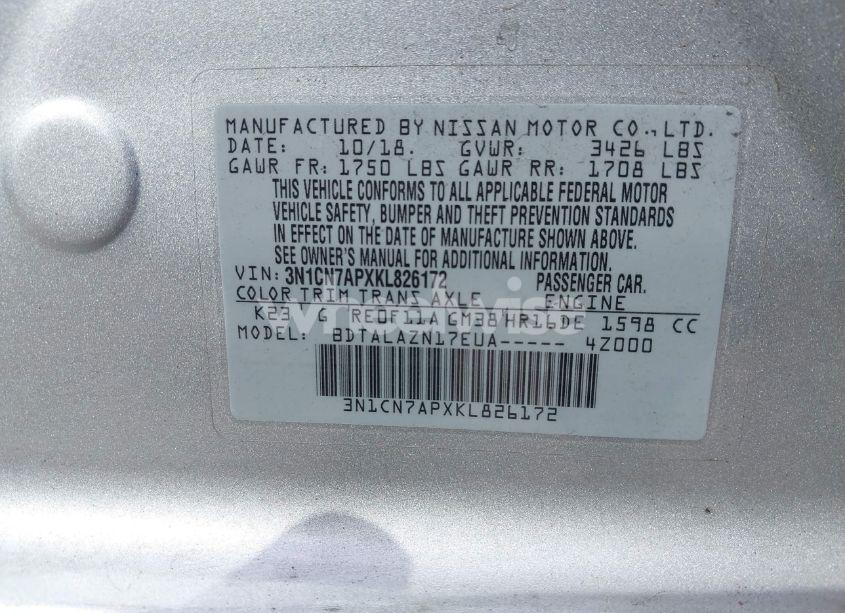 MANUFACTURED BY NISSAN MOTOR CO.,LTD.
DATE: 10/18. GVWR: 3426 LBS
GAWR FR: 1750 LBS GAWR RR: 1708 LBS
THIS VEHICLE CONFORMS TO ALL APPLICABLE FEDERAL MOTOR
VEHICLE SAFETY, BUMPER AND THEFT PREVENTION STANDARDS
IN EFFECT ON THE DATE OF MANUFACTURE SHOWN ABOVE.
SEE OWNER'S MANUAL FOR ADDITIONAL INFORMATION.
VIN: 3N1CN7APXKL826172 PASSENGER CAR.
COLOR TRIM TRANS AXLE ENGINE
K23 G RE0F11A GM38 HR16DE 1598 CC
MODEL: BDTALAZN17EUA----- 4Z000
3N1CN7APXKL826172